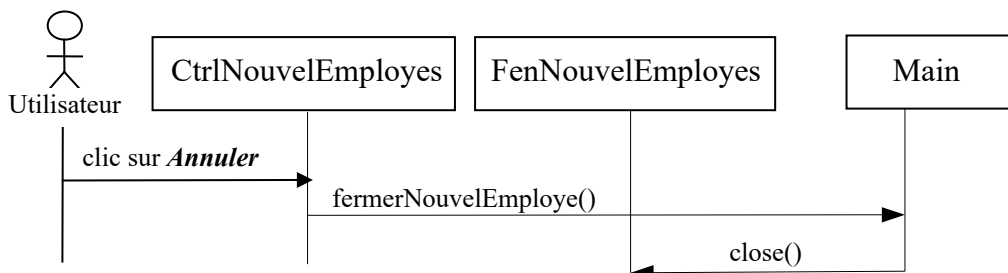 CtrlNouvelEmployes
FenNouvelEmployes
Main
Utilisateur
clic sur Annuler
fermerNouvelEmploye()
close()